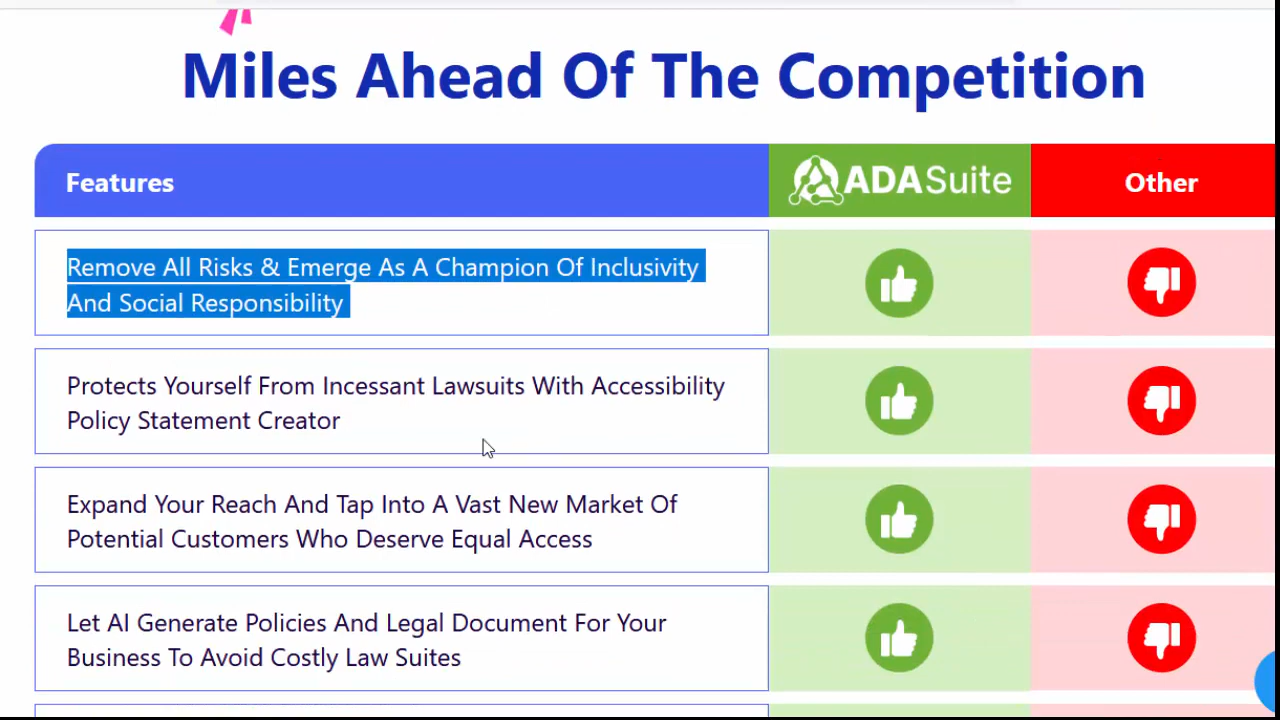 Miles Ahead Of The Competition
Features
ADASuite
Other
Remove All Risks & Emerge As A Champion Of Inclusivity
And Social Responsibility
Protects Yourself From Incessant Lawsuits With Accessibility
Policy Statement Creator
Expand Your Reach And Tap Into A Vast New Market Of
Potential Customers Who Deserve Equal Access
Let AI Generate Policies And Legal Document For Your
Business To Avoid Costly Law Suites